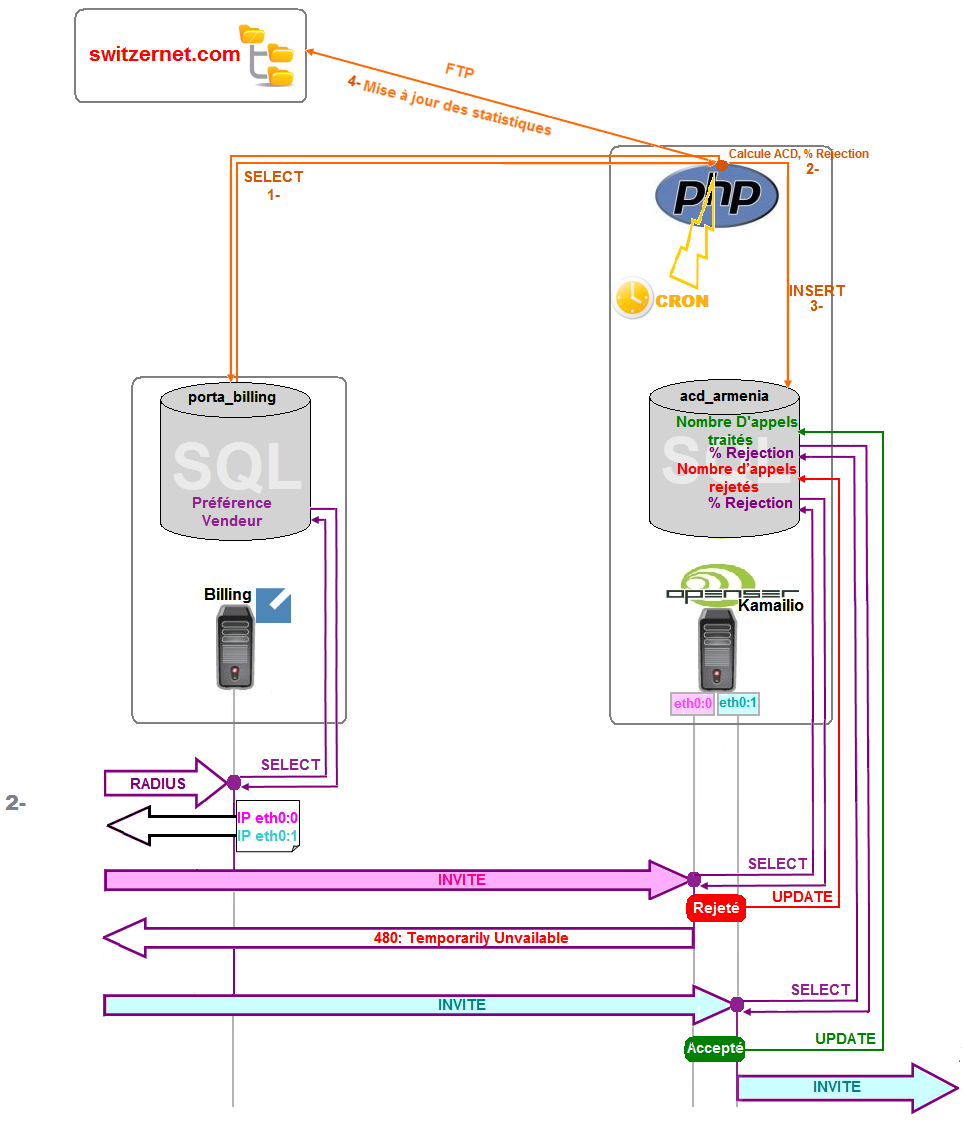 switzernet.com
FTP
4- Mise à jour des statistiques
Calcule ACD, % Rejection
2-
SELECT
1-
php
CRON
INSERT
3-
porta_billing
SQL
Préférence
Vendeur
acd_armenia
SQL
Nombre D'appels
traités
% Rejection
Nombre d'appels
rejetés
% Rejection
Billing
openser
Kamailio
eth0:0
eth0:1
SELECT
RADIUS
2-
IP eth0:0
IP eth0:1
SELECT
INVITE
UPDATE
Rejeté
480: Temporarily Unvailable
SELECT
INVITE
UPDATE
Accepté
INVITE